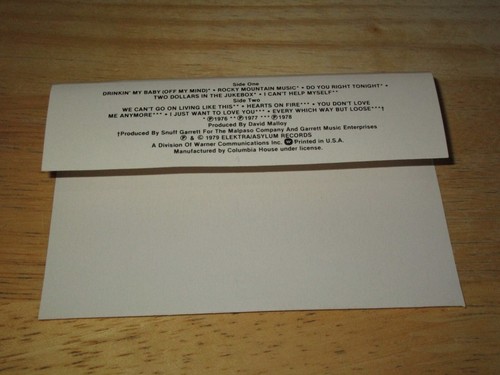 Side One
DRINKIN' MY BABY (OFF MY MIND)* • ROCKY MOUNTAIN MUSIC* • DO YOU RIGHT TONIGHT* •
TWO DOLLARS IN THE JUKEBOX* • I CAN'T HELP MYSELF**
Side Two
WE CAN'T GO ON LIVING LIKE THIS** • HEARTS ON FIRE*** • YOU DON'T LOVE
ME ANYMORE*** • I JUST WANT TO LOVE YOU*** • EVERY WHICH WAY BUT LOOSE***†
*℗1976 **℗1977 ***℗1978
Produced By David Malloy
†Produced By Snuff Garrett For The Malpaso Company And Garrett Music Enterprises
℗ & © 1979 ELEKTRA/ASYLUM RECORDS
A Division Of Warner Communications Inc. Printed in U.S.A.
Manufactured by Columbia House under license.